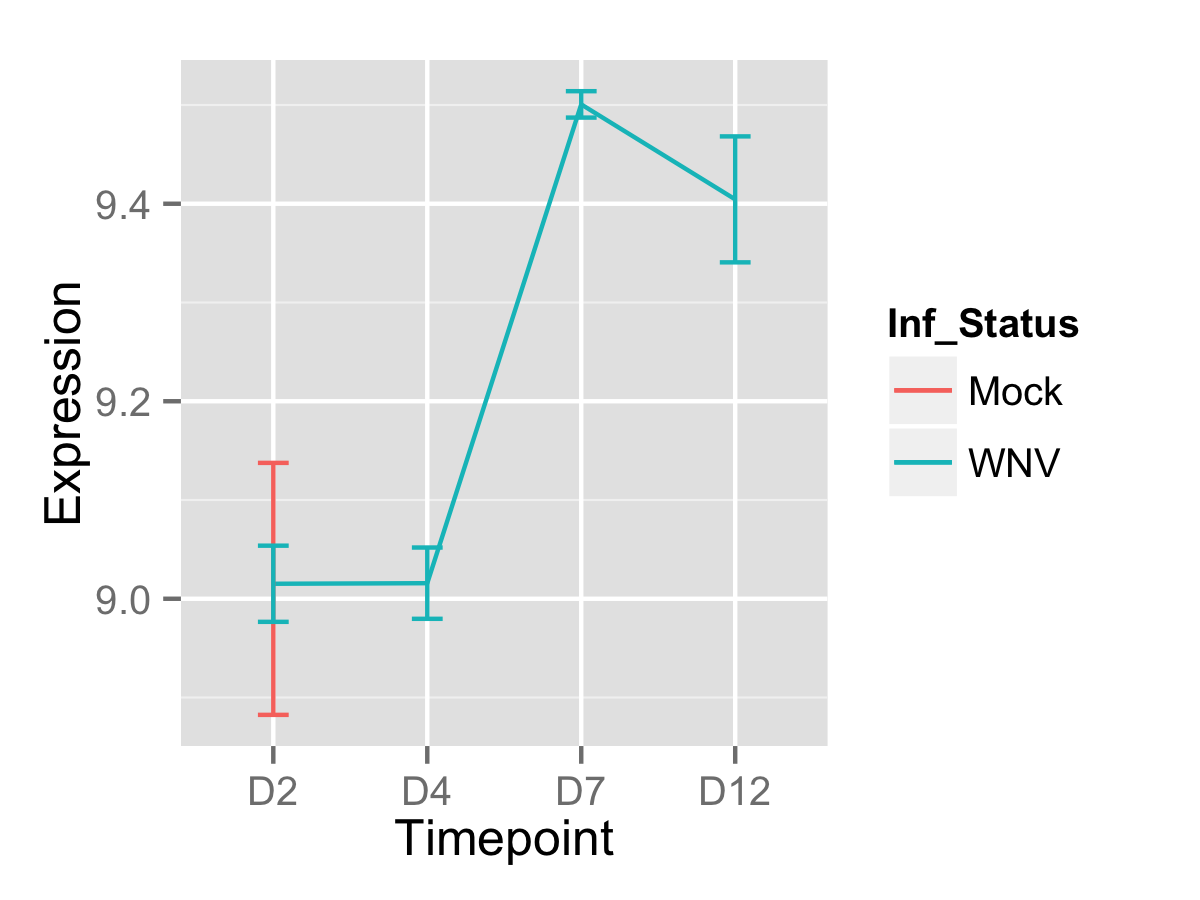 Expression
9.4
9.2
9.0
D2 D4 D7 D12
Timepoint
Inf_Status
Mock
WNV